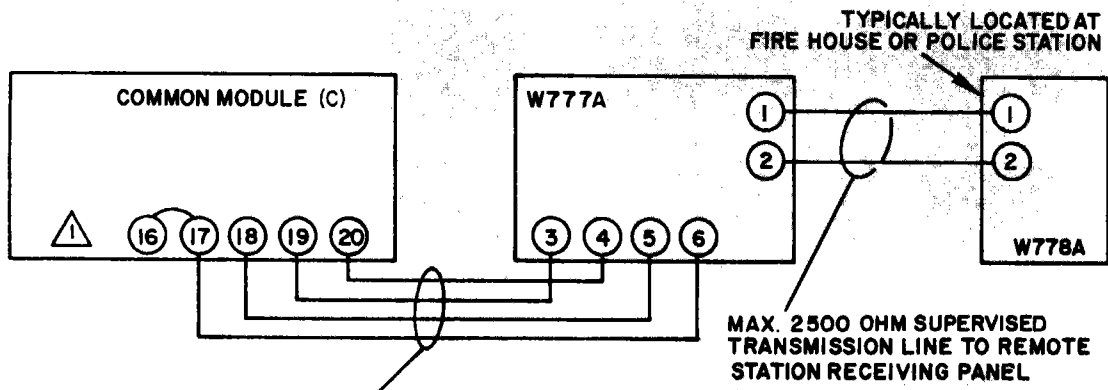 TYPICALLY LOCATED AT
FIRE HOUSE OR POLICE STATION
COMMON MODULE (C)
W777A
1
1
2
2
1
16 17 18 19 20
3 4 5 6
W778A
MAX. 2500 OHM SUPERVISED
TRANSMISSION LINE TO REMOTE
STATION RECEIVING PANEL